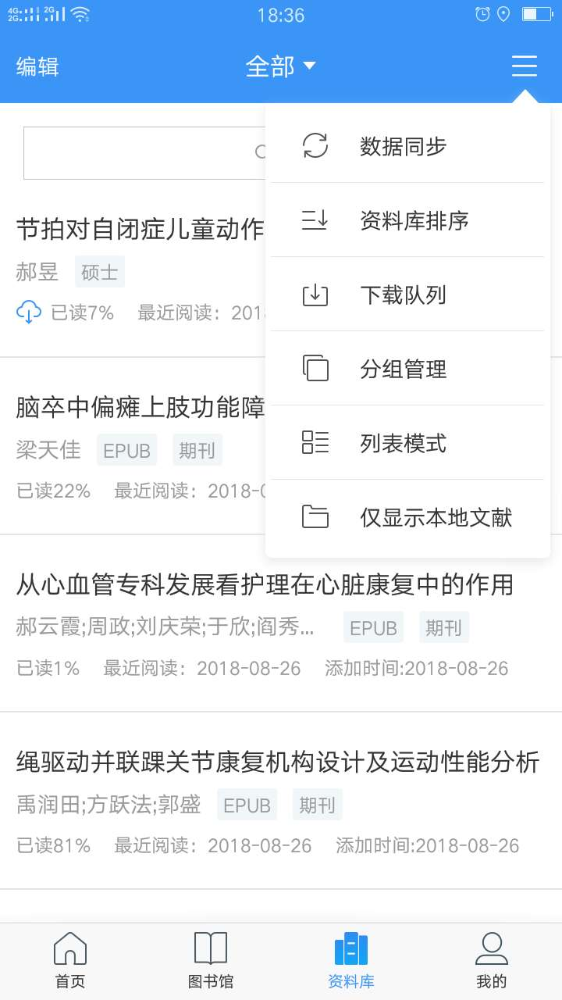 4G 2G 2G 18:36
编辑 全部
数据同步
资料库排序
下载队列
分组管理
列表模式
仅显示本地文献
节拍对自闭症儿童动作
郝昱 硕士
已读7% 最近阅读：201
脑卒中偏瘫上肢功能障
梁天佳 EPUB 期刊
已读22% 最近阅读：2018-0
从心血管专科发展看护理在心脏康复中的作用
郝云霞;周政;刘庆荣;于欣;阎秀... EPUB 期刊
已读1% 最近阅读：2018-08-26 添加时间:2018-08-26
绳驱动并联踝关节康复机构设计及运动性能分析
禹润田;方跃法;郭盛 EPUB 期刊
已读81% 最近阅读：2018-08-26 添加时间:2018-08-26
首页 图书馆 资料库 我的